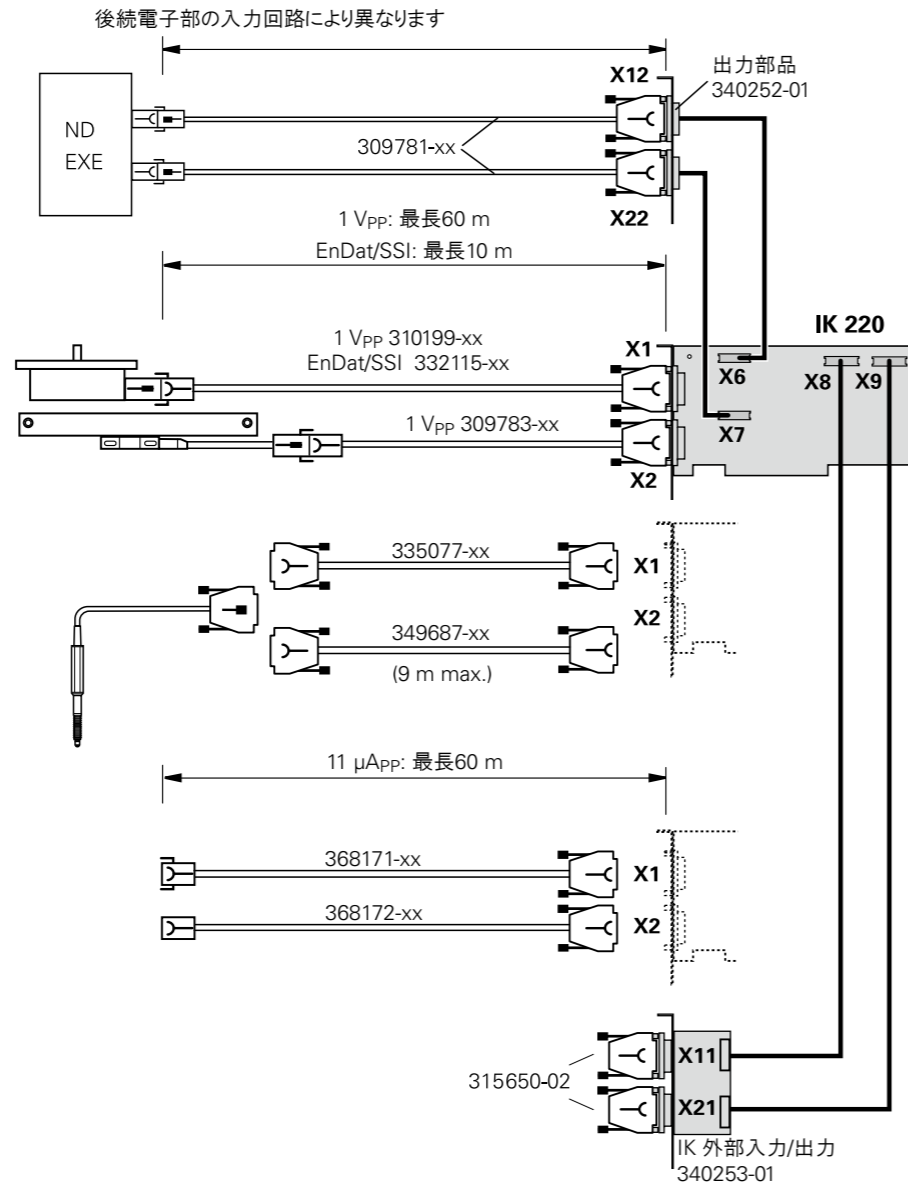 後続電子部の入力回路により異なります
X12
出力部品
340252-01
ND
EXE
309781-xx
X22
1 VPP: 最長60 m
EnDat/SSI: 最長10 m
IK 220
1 VPP 310199-xx
EnDat/SSI 332115-xx
X1
X6
X8
X9
1 VPP 309783-xx
X7
X2
335077-xx
X1
X2
349687-xx
(9 m max.)
11 µAPP: 最長60 m
368171-xx
X1
368172-xx
X2
X11
315650-02
X21
IK 外部入力/出力
340253-01